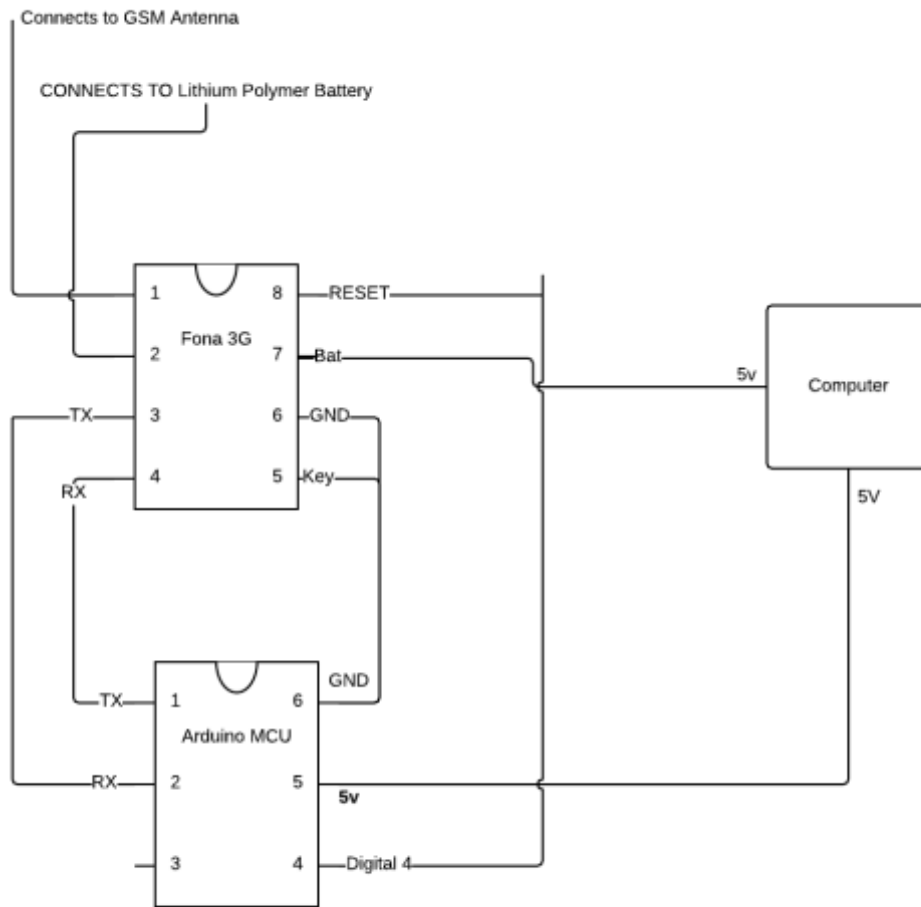 Connects to GSM Antenna
CONNECTS TO Lithium Polymer Battery
1
8
RESET
Fona 3G
2
7
Bat
5v
Computer
TX
3
6
GND
4
5
Key
RX
5V
GND
TX
1
6
Arduino MCU
RX
2
5
5v
3
4
Digital 4